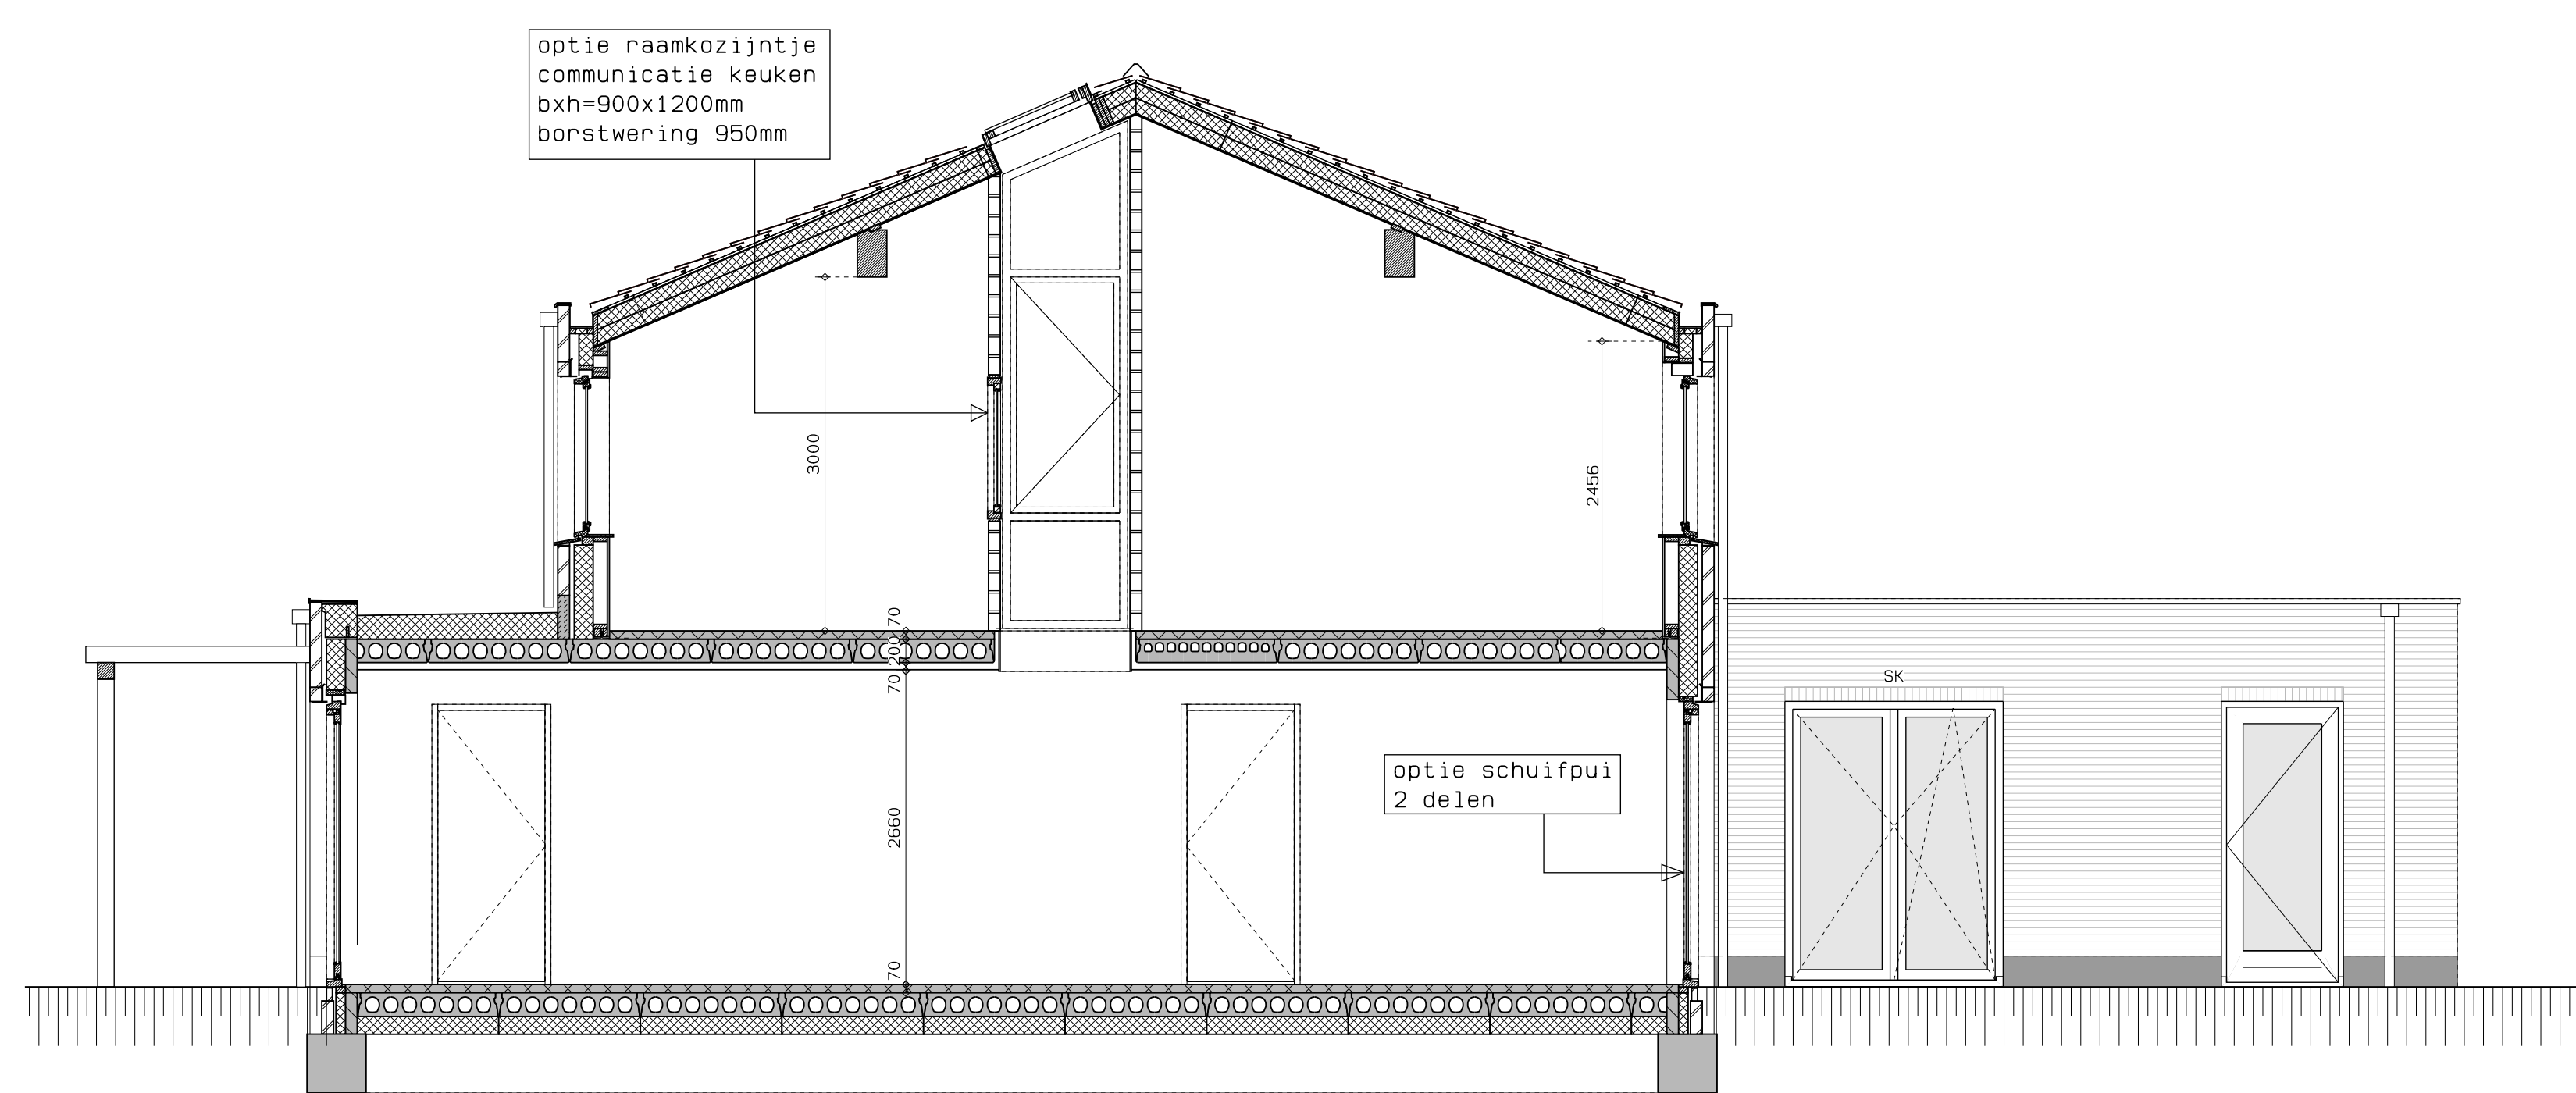 optie raamkozijntje
communicatie keuken
bxh=900x1200mm
borstwering 950mm
3000
2456
70
200
70
SK
optie schuifpui
2 delen
2660
70